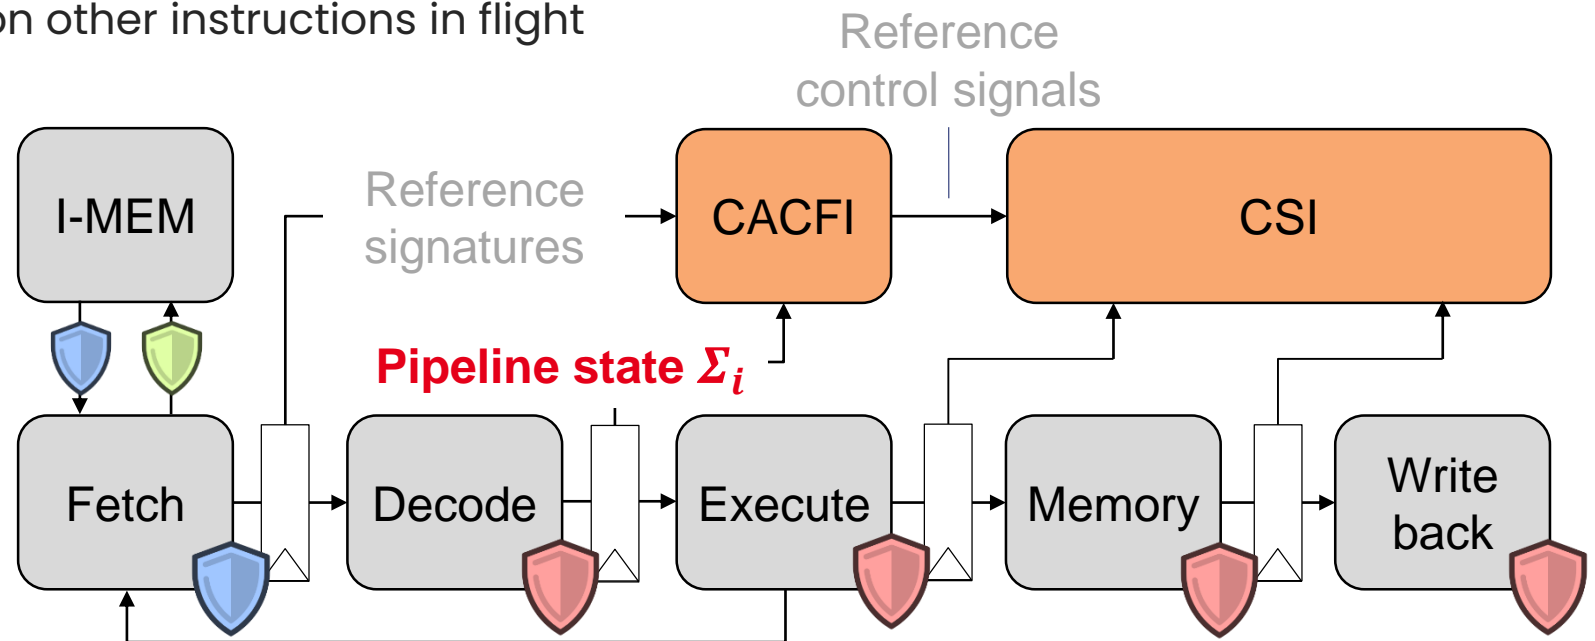 on other instructions in flight
Reference
control signals
I-MEM
Reference
signatures
CACFI
CSI
Pipeline state Σi
Fetch
Decode
Execute
Memory
Write
back